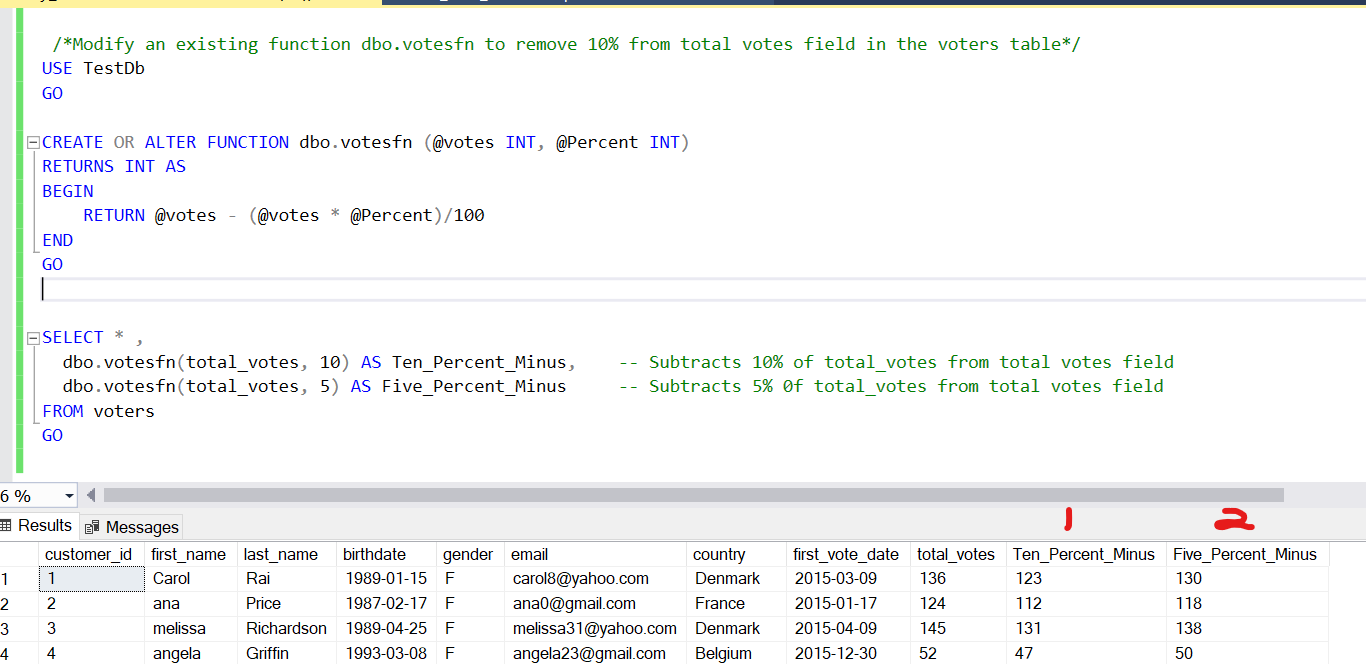 /*Modify an existing function dbo.votesfn to remove 10% from total votes field in the voters table*/
USE TestDb
GO
CREATE OR ALTER FUNCTION dbo.votesfn (@votes INT, @Percent INT)
RETURNS INT AS
BEGIN
RETURN @votes - (@votes * @Percent)/100
END
GO
SELECT * ,
dbo.votesfn(total_votes, 10) AS Ten_Percent_Minus, -- Subtracts 10% of total_votes from total votes field
dbo.votesfn(total_votes, 5) AS Five_Percent_Minus -- Subtracts 5% 0f total_votes from total votes field
FROM voters
GO
6 %
Results Messages
1 2
customer_id first_name last_name birthdate gender email country first_vote_date total_votes Ten_Percent_Minus Five_Percent_Minus
1 1 Carol Rai 1989-01-15 F carol8@yahoo.com Denmark 2015-03-09 136 123 130
2 2 ana Price 1987-02-17 F ana0@gmail.com France 2015-01-17 124 112 118
3 3 melissa Richardson 1989-04-25 F melissa31@yahoo.com Denmark 2015-04-09 145 131 138
4 4 angela Griffin 1993-03-08 F angela23@gmail.com Belgium 2015-12-30 52 47 50